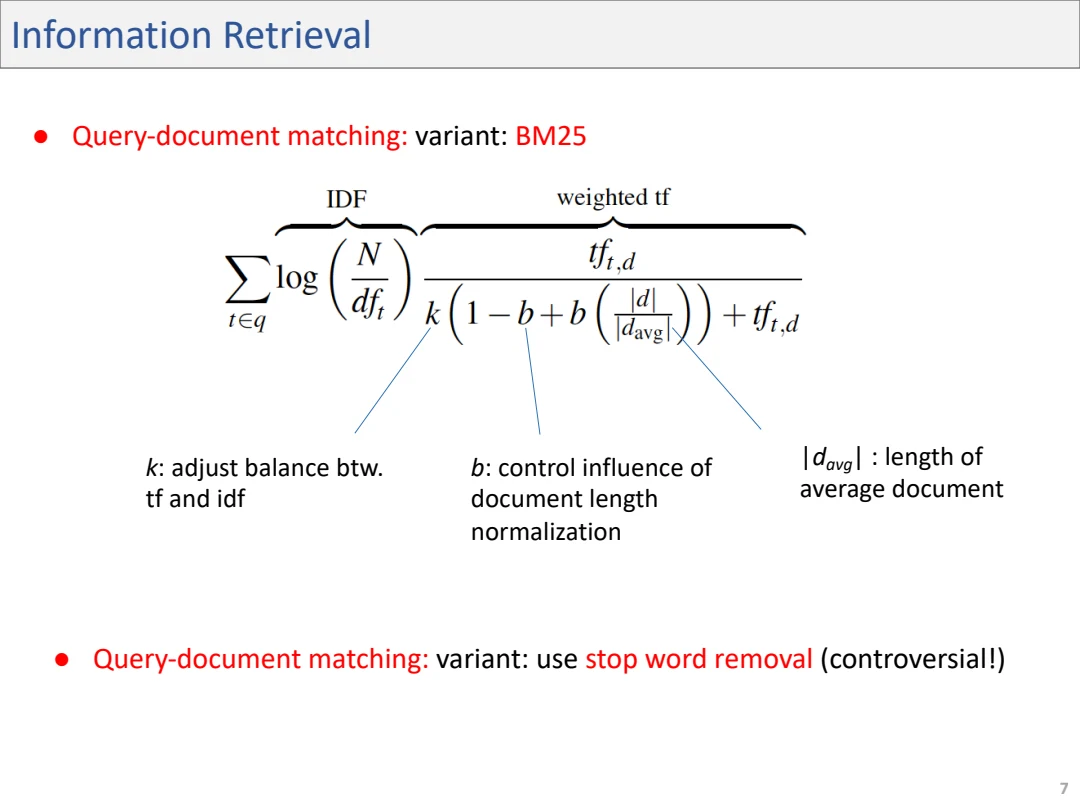 Information Retrieval
● Query-document matching: variant: BM25
IDF weighted tf
∑_{t∈q} log(N/df_t) tf_{t,d} / (k(1 − b + b(|d|/|d_avg|)) + tf_{t,d})
k: adjust balance btw.
tf and idf
b: control influence of
document length
normalization
|d_avg| : length of
average document
● Query-document matching: variant: use stop word removal (controversial!)
7